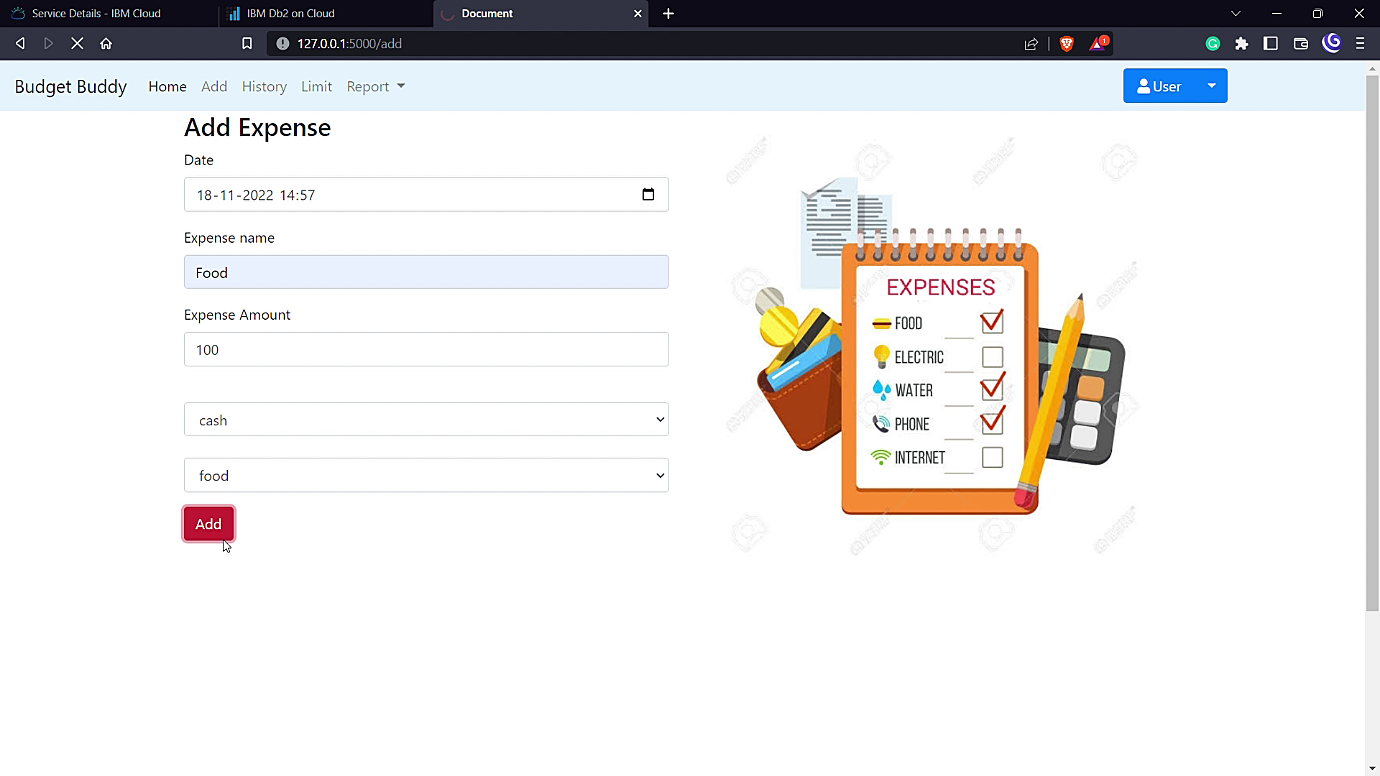 Service Details - IBM Cloud
IBM Db2 on Cloud
Document
127.0.0.1:5000/add
1
Budget Buddy
Home
Add
History
Limit
Report
User
Add Expense
Date
18-11-2022 14:57
Expense name
Food
Expense Amount
100
cash
food
Add
EXPENSES
FOOD
ELECTRIC
WATER
PHONE
INTERNET